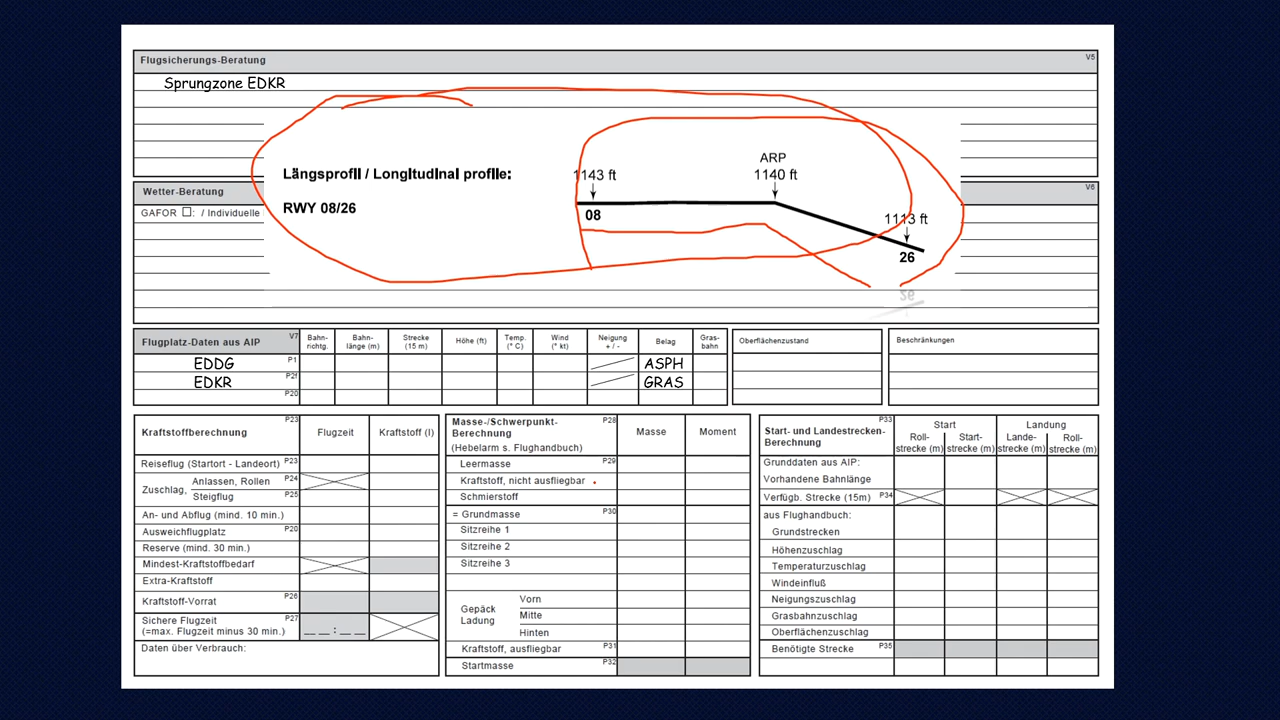 Flugsicherungs-Beratung V5
Sprungzone EDKR
Längsprofil / Longitudinal profile:
RWY 08/26
1143 ft
08
ARP
1140 ft
1113 ft
26
Wetter-Beratung V6
GAFOR : / Individuelle
Flugplatz-Daten aus AIP V7
Bahn-
richtg.
Bahn-
länge (m)
Strecke
(15 m)
Höhe (ft)
Temp.
(° C)
Wind
(° kt)
Neigung
+ / -
Belag
Gras-
bahn
Oberflächenzustand
Beschränkungen
EDDG P1 ASPH
EDKR P2f GRAS
P20
Kraftstoffberechnung P23 Flugzeit Kraftstoff (l)
Reiseflug (Startort - Landeort) P23
Zuschlag, Anlassen, Rollen P24
Steigflug P25
An- und Abflug (mind. 10 min.)
Ausweichflugplatz P20
Reserve (mind. 30 min.)
Mindest-Kraftstoffbedarf
Extra-Kraftstoff
Kraftstoff-Vorrat P26
Sichere Flugzeit P27
(=max. Flugzeit minus 30 min.) __ __ : __ __
Daten über Verbrauch:
Masse-/Schwerpunkt- P28
Berechnung
(Hebelarm s. Flughandbuch)
Masse Moment
Leermasse P29
Kraftstoff, nicht ausfliegbar
Schmierstoff
= Grundmasse P30
Sitzreihe 1
Sitzreihe 2
Sitzreihe 3
Gepäck
Ladung
Vorn
Mitte
Hinten
Kraftstoff, ausfliegbar P31
Startmasse P32
Start- und Landestrecken- P33
Berechnung
Start Landung
Roll-
strecke (m)
Start-
strecke (m)
Lande-
strecke (m)
Roll-
strecke (m)
Grunddaten aus AIP:
Vorhandene Bahnlänge
Verfügb. Strecke (15m) P34
aus Flughandbuch:
Grundstrecken
Höhenzuschlag
Temperaturzuschlag
Windeinfluß
Neigungszuschlag
Grasbahnzuschlag
Oberflächenzuschlag
Benötigte Strecke P35